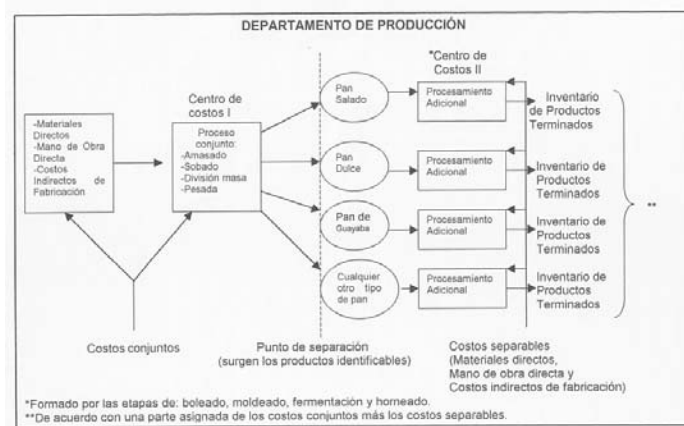 DEPARTAMENTO DE PRODUCCIÓN
*Centro de
Costos II
Centro de
costos I
-Materiales
Directos
-Mano de Obra
Directa
-Costos
Indirectos de
Fabricación
Proceso
conjunto:
-Amasado
-Sobado
-División masa
-Pesada
Pan
Salado
Procesamiento
Adicional
Inventario
de Productos
Terminados
Pan
Dulce
Procesamiento
Adicional
Inventario de
Productos
Terminados
Pan de
Guayaba
Procesamiento
Adicional
Inventario de
Productos
Terminados
Cualquier
otro tipo
de pan
Procesamiento
Adicional
Inventario de
Productos
Terminados
**
Costos conjuntos
Punto de separación
(surgen los productos identificables)
Costos separables
(Materiales directos,
Mano de obra directa y
Costos indirectos de fabricación)
*Formado por las etapas de: boleado, moldeado, fermentación y horneado.
**De acuerdo con una parte asignada de los costos conjuntos más los costos separables.